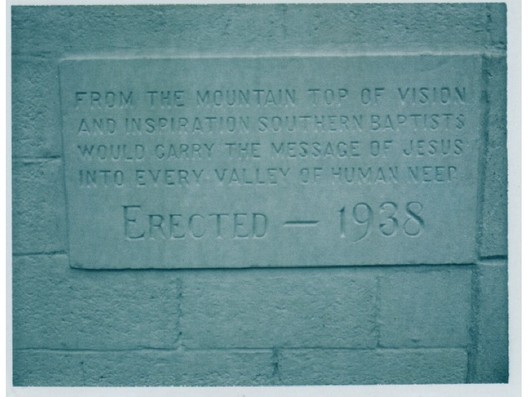 FROM THE MOUNTAIN TOP OF VISION
AND INSPIRATION SOUTHERN BAPTISTS
WOULD CARRY THE MESSAGE OF JESUS
INTO EVERY VALLEY OF HUMAN NEED
ERECTED — 1938